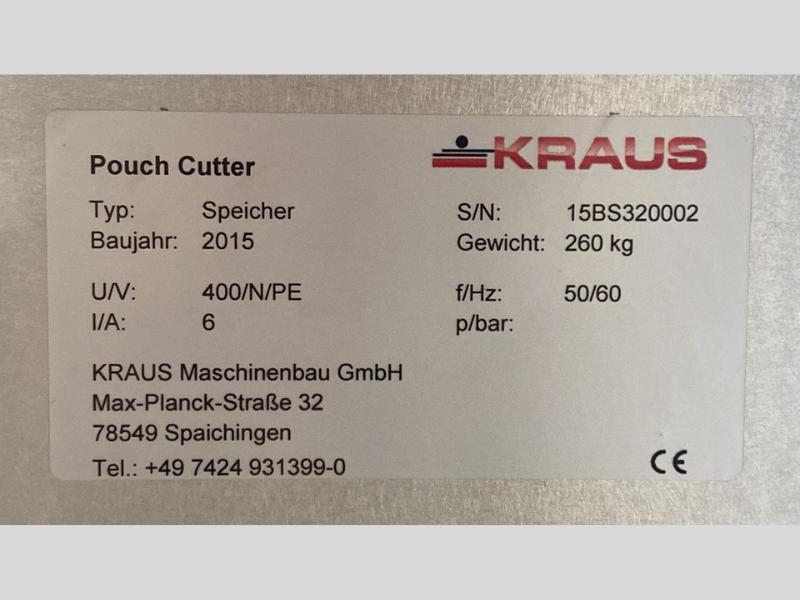 KRAUS
Pouch Cutter
Typ: Speicher S/N: 15BS320002
Baujahr: 2015 Gewicht: 260 kg
U/V: 400/N/PE f/Hz: 50/60
I/A: 6 p/bar:
KRAUS Maschinenbau GmbH
Max-Planck-Straße 32
78549 Spaichingen
Tel.: +49 7424 931399-0
CE